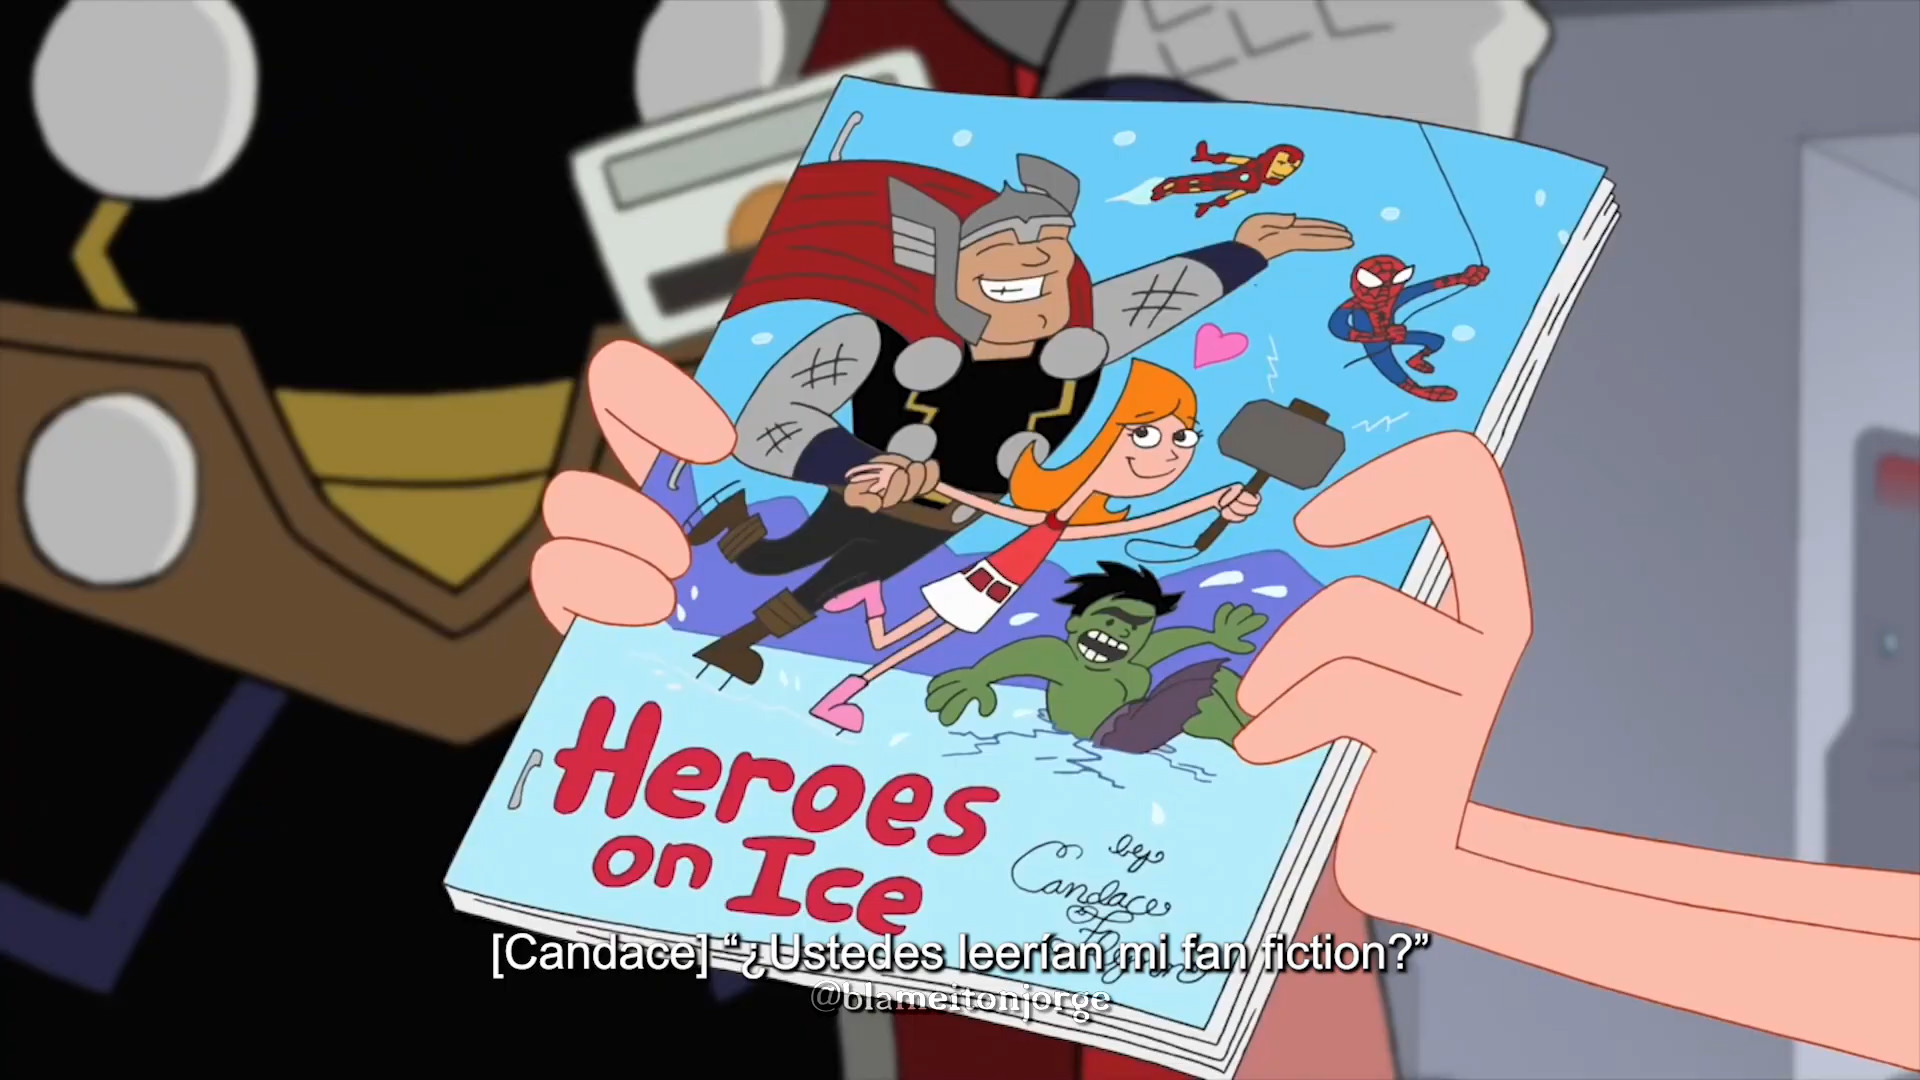 Heroes
on Ice
by
Candace
[Candace] “¿Ustedes leerían mi fan fiction?”
@blameitonjorge